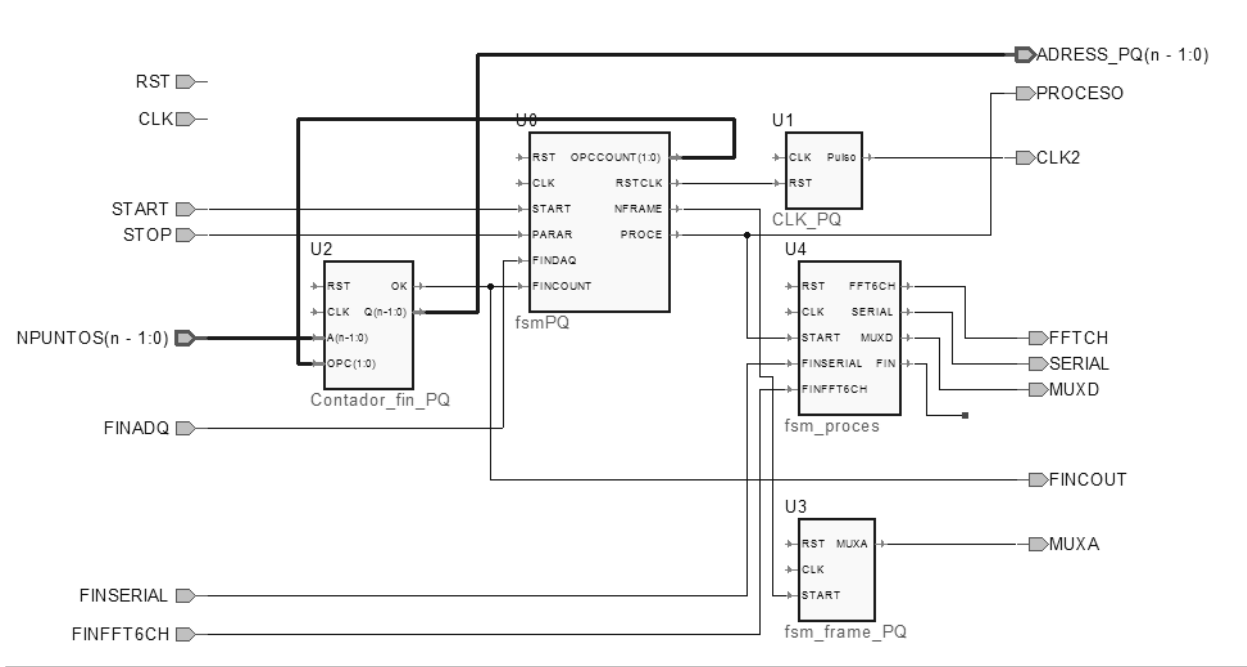 ADRESS_PQ(n - 1:0)
RST
PROCESO
CLK
U0
U1
RST OPCCOUNT(1:0)
CLK Pulso
CLK2
CLK RSTCLK
RST
START
START NFRAME
CLK_PQ
STOP
PARAR PROCE
U2
U4
FINDAQ
RST OK
FINCOUNT
RST FFT6CH
CLK Q(n-1:0)
fsmPQ
CLK SERIAL
NPUNTOS(n - 1:0)
A(n-1:0)
START MUXD
FFTCH
OPC(1:0)
FINSERIAL FIN
SERIAL
Contador_fin_PQ
FINFFT6CH
MUXD
FINADQ
fsm_proces
FINCOUT
U3
RST MUXA
MUXA
CLK
FINSERIAL
START
FINFFT6CH
fsm_frame_PQ